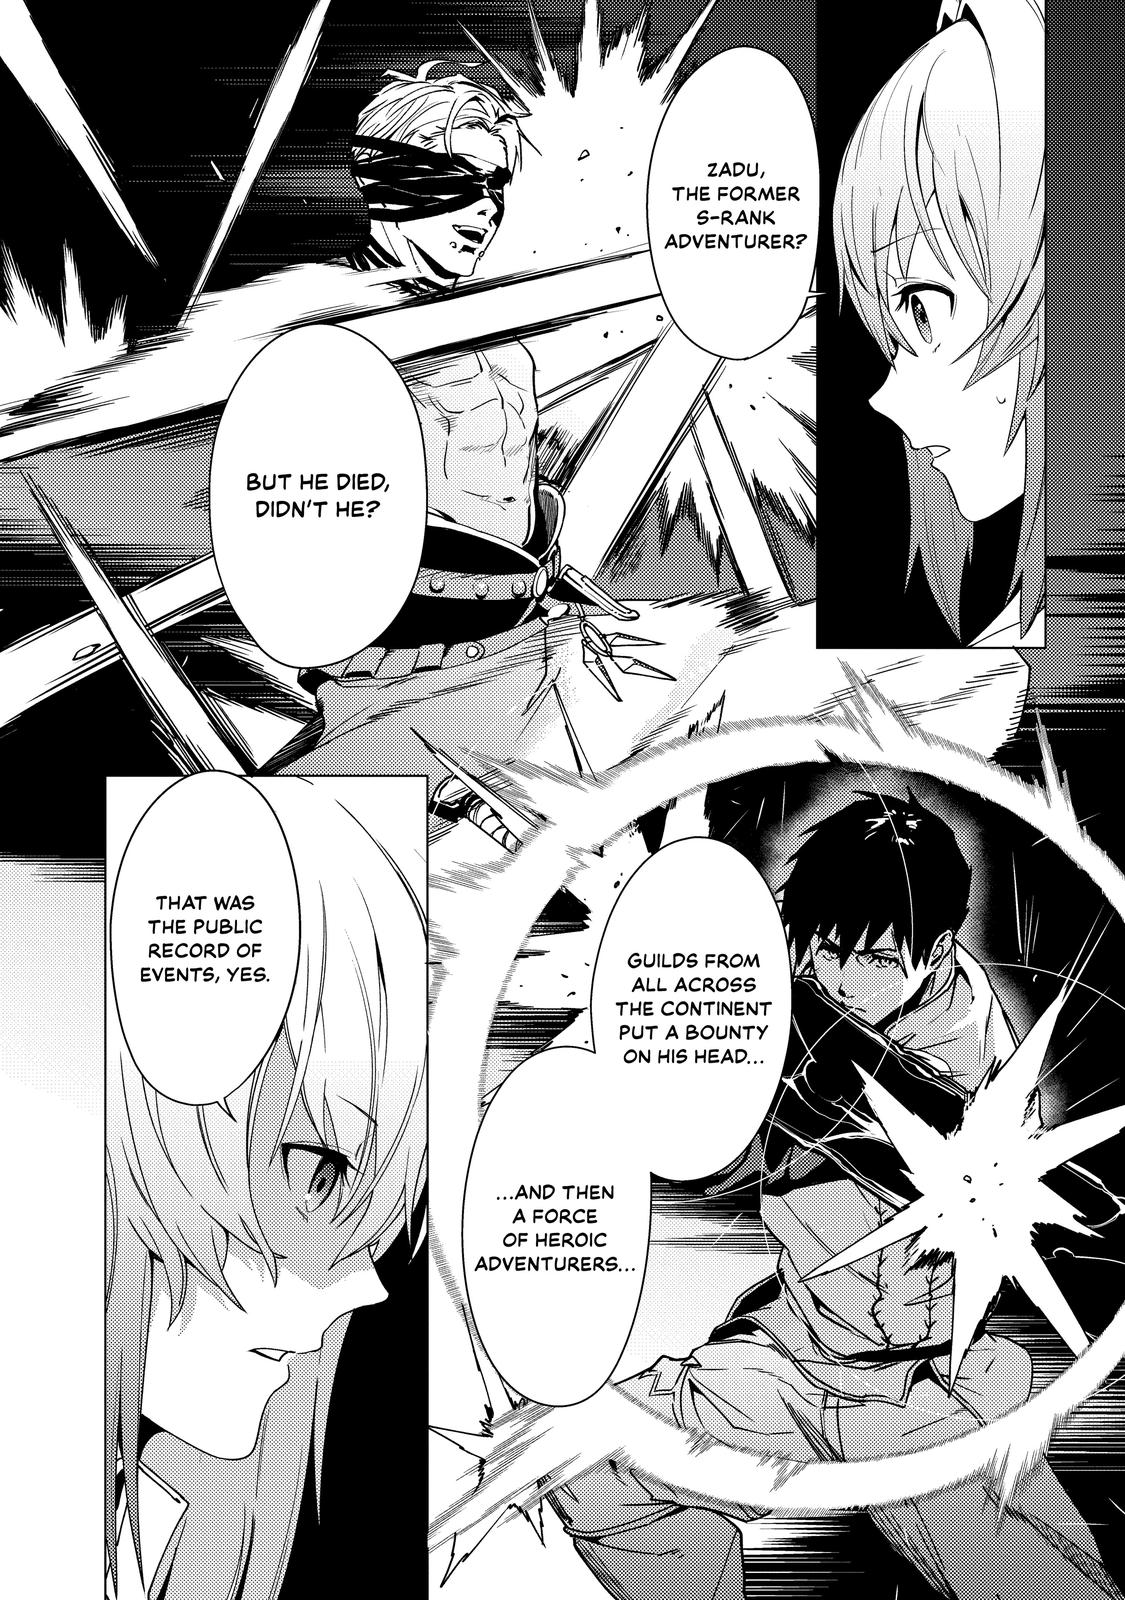 ZADU,
THE FORMER
S-RANK
ADVENTURER?
BUT HE DIED,
DIDN'T HE?
GUILDS FROM
ALL ACROSS
THE CONTINENT
PUT A BOUNTY
ON HIS HEAD...
...AND THEN
A FORCE
OF HEROIC
ADVENTURERS...
THAT WAS
THE PUBLIC
RECORD OF
EVENTS, YES.